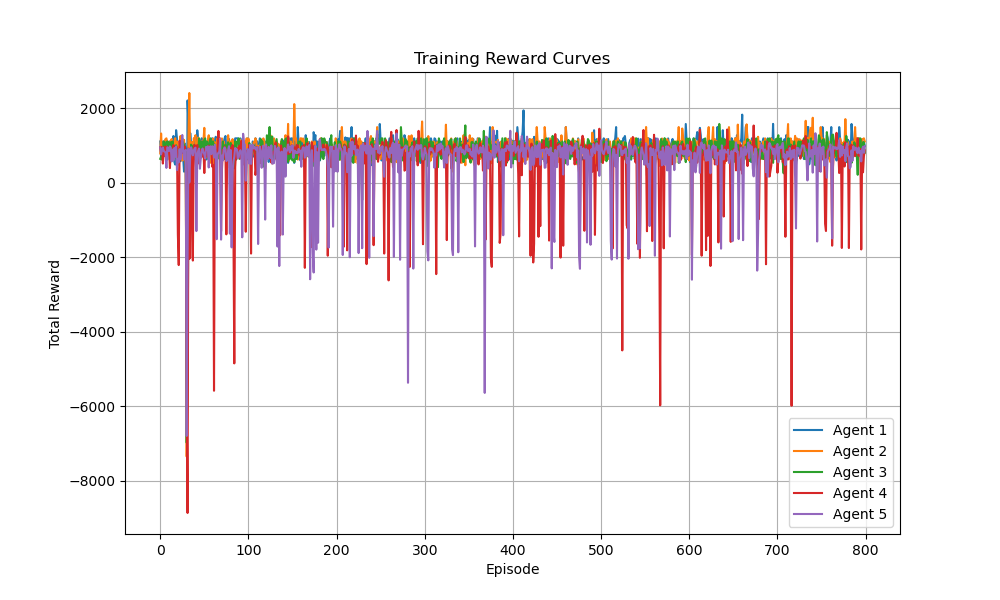 Training Reward Curves
Total Reward
2000
0
−2000
−4000
−6000
−8000
Agent 1
Agent 2
Agent 3
Agent 4
Agent 5
0 100 200 300 400 500 600 700 800
Episode